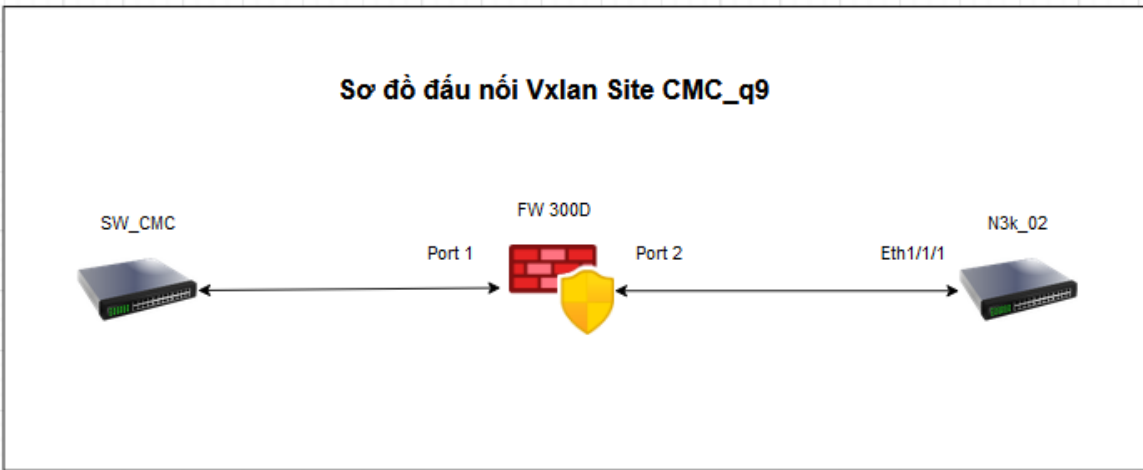 Sơ đồ đấu nối Vxlan Site CMC_q9
SW_CMC
FW 300D
N3k_02
Port 1
Port 2
Eth1/1/1